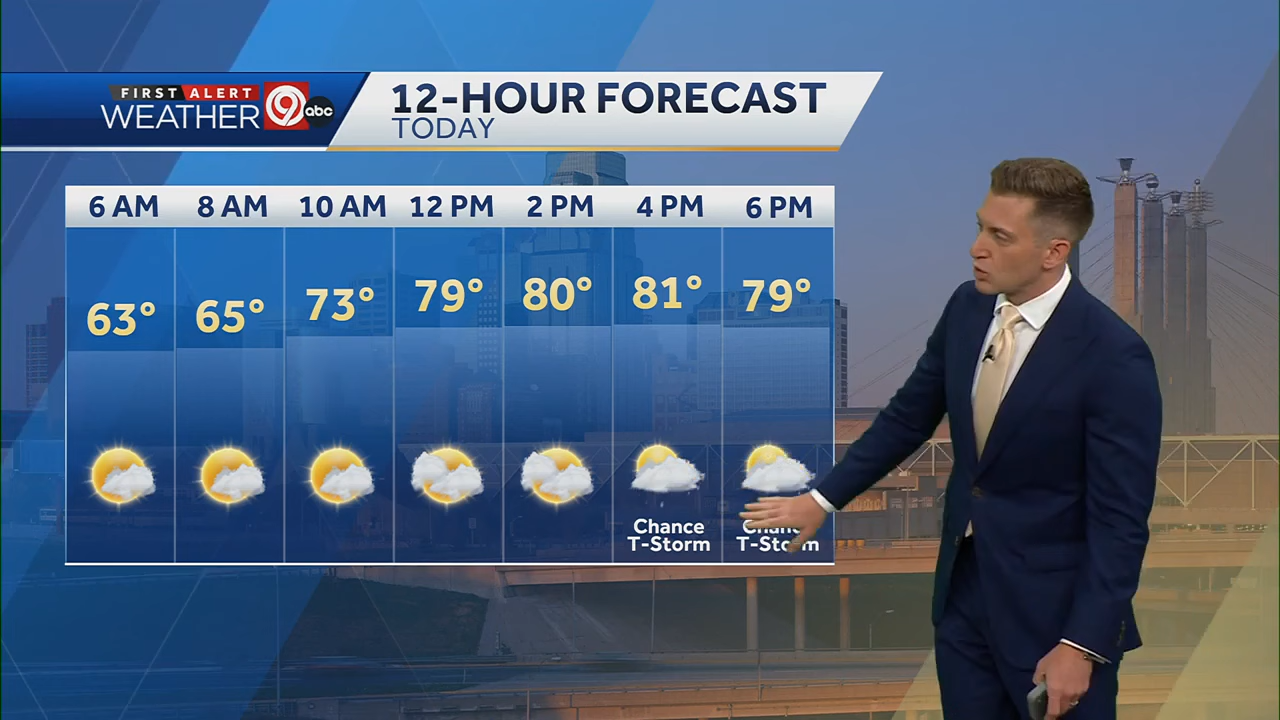 FIRST ALERT
WEATHER 9 abc
12-HOUR FORECAST
TODAY
6 AM 8 AM 10 AM 12 PM 2 PM 4 PM 6 PM
63° 65° 73° 79° 80° 81° 79°
Chance Chance
T-Storm T-Storm